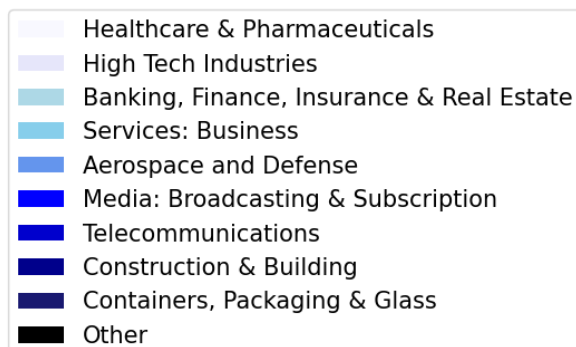 Healthcare & Pharmaceuticals
High Tech Industries
Banking, Finance, Insurance & Real Estate
Services: Business
Aerospace and Defense
Media: Broadcasting & Subscription
Telecommunications
Construction & Building
Containers, Packaging & Glass
Other